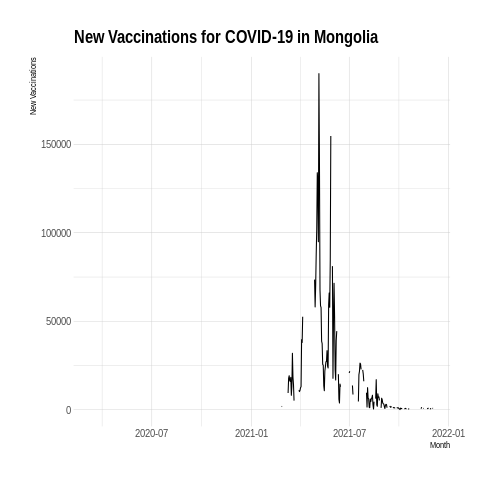 New Vaccinations for COVID-19 in Mongolia
New Vaccinations
150000
100000
50000
0
2020-07 2021-01 2021-07 2022-01
Month